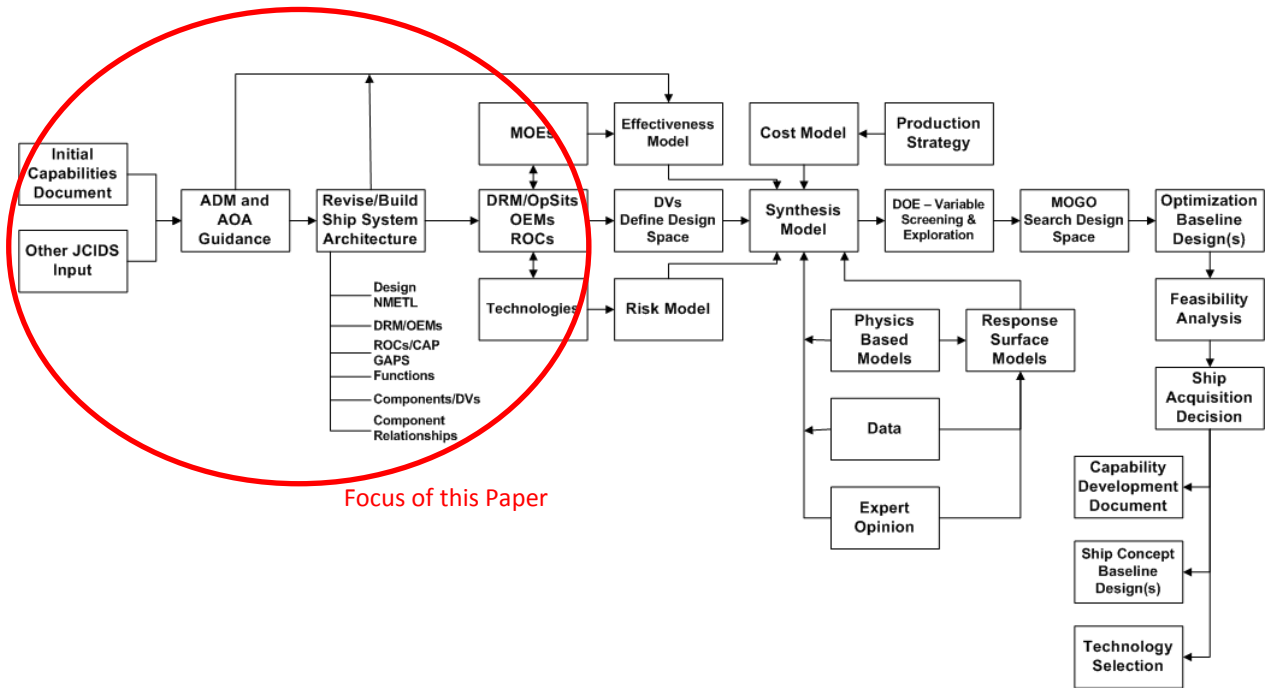 Initial
Capabilities
Document
Other JCIDS
Input
ADM and
AOA
Guidance
Revise/Build
Ship System
Architecture
Design
NMETL
DRM/OEMs
ROCs/CAP
GAPS
Functions
Components/DVs
Component
Relationships
MOEs
DRM/OpSits
OEMs
ROCs
Technologies
Focus of this Paper
Effectiveness
Model
DVs
Define Design
Space
Risk Model
Cost Model
Production
Strategy
Synthesis
Model
DOE – Variable
Screening &
Exploration
MOGO
Search Design
Space
Optimization
Baseline
Design(s)
Physics
Based
Models
Response
Surface
Models
Data
Expert
Opinion
Feasibility
Analysis
Ship
Acquisition
Decision
Capability
Development
Document
Ship Concept
Baseline
Design(s)
Technology
Selection